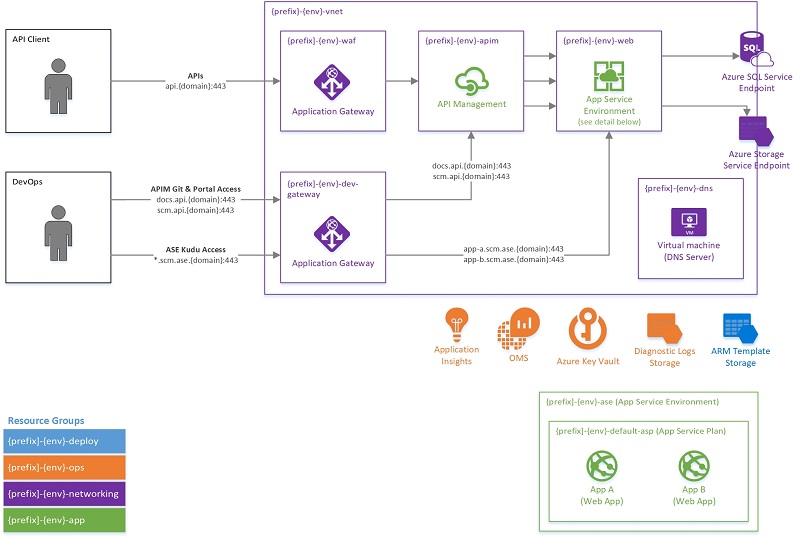 {prefix]-{env}-vnet
API Client
APIs
api.{domain}:443
{prefix]-{env}-waf
Application Gateway
{prefix]-{env}-apim
API Management
{prefix]-{env}-web
App Service
Environment
(see detail below)
SQL
Azure SQL Service
Endpoint
Azure Storage
Service Endpoint
DevOps
APIM Git & Portal Access
docs.api.{domain}:443
scm.api.{domain}:443
ASE Kudu Access
*.scm.ase.{domain}:443
{prefix]-{env}-dev-
gateway
Application Gateway
docs.api.{domain}:443
scm.api.{domain}:443
app-a.scm.ase.{domain}:443
app-b.scm.ase.{domain}:443
{prefix]-{env}-dns
VM
Virtual machine
(DNS Server)
Application
Insights
OMS
Azure Key Vault
Diagnostic Logs
Storage
ARM Template
Storage
Resource Groups
{prefix]-{env}-deploy
{prefix]-{env}-ops
{prefix]-{env}-networking
{prefix]-{env}-app
{prefix]-{env}-ase (App Service Environment)
{prefix]-{env}-default-asp (App Service Plan)
App A
(Web App)
App B
(Web App)